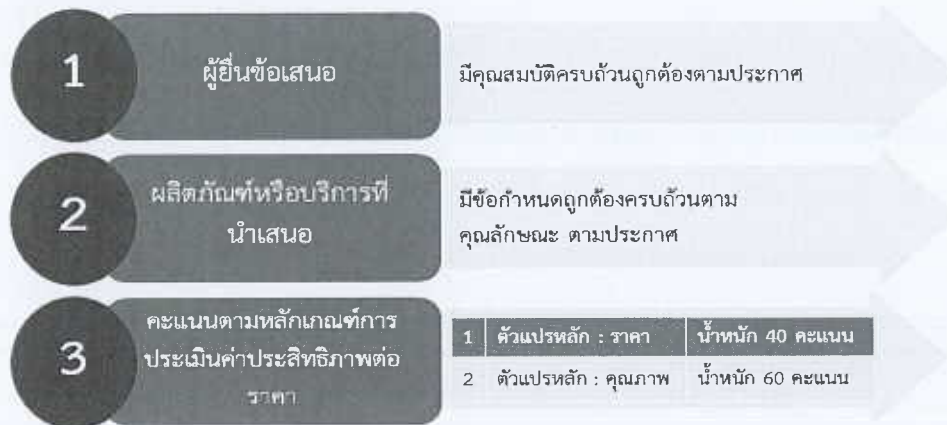 1
ผู้ยื่นข้อเสนอ
มีคุณสมบัติครบถ้วนถูกต้องตามประกาศ
2
ผลิตภัณฑ์หรือบริการที่
นำเสนอ
มีข้อกำหนดถูกต้องครบถ้วนตาม
คุณลักษณะ ตามประกาศ
3
คะแนนตามหลักเกณฑ์การ
ประเมินค่าประสิทธิภาพต่อ
ราคา
1 ตัวแปรหลัก : ราคา น้ำหนัก 40 คะแนน
2 ตัวแปรหลัก : คุณภาพ น้ำหนัก 60 คะแนน